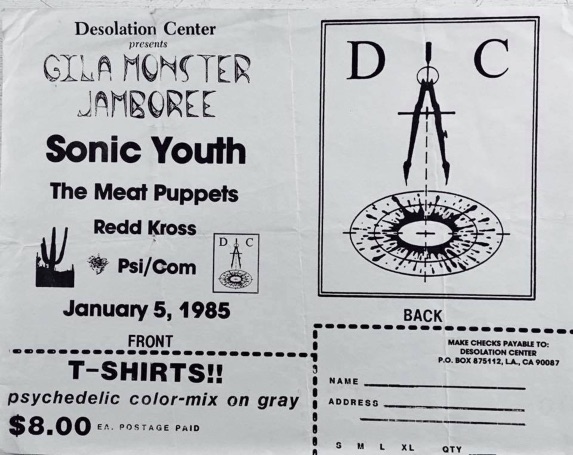 Desolation Center
presents
GILA MONSTER
JAMBOREE
Sonic Youth
The Meat Puppets
Redd Kross
D C
Psi/Com
January 5, 1985
FRONT
D C
BACK
T-SHIRTS!!
psychedelic color-mix on gray
$8.00 EA. POSTAGE PAID
MAKE CHECKS PAYABLE TO:
DESOLATION CENTER
P.O. BOX 875112, L.A., CA 90087
NAME
ADDRESS
S M L XL QTY